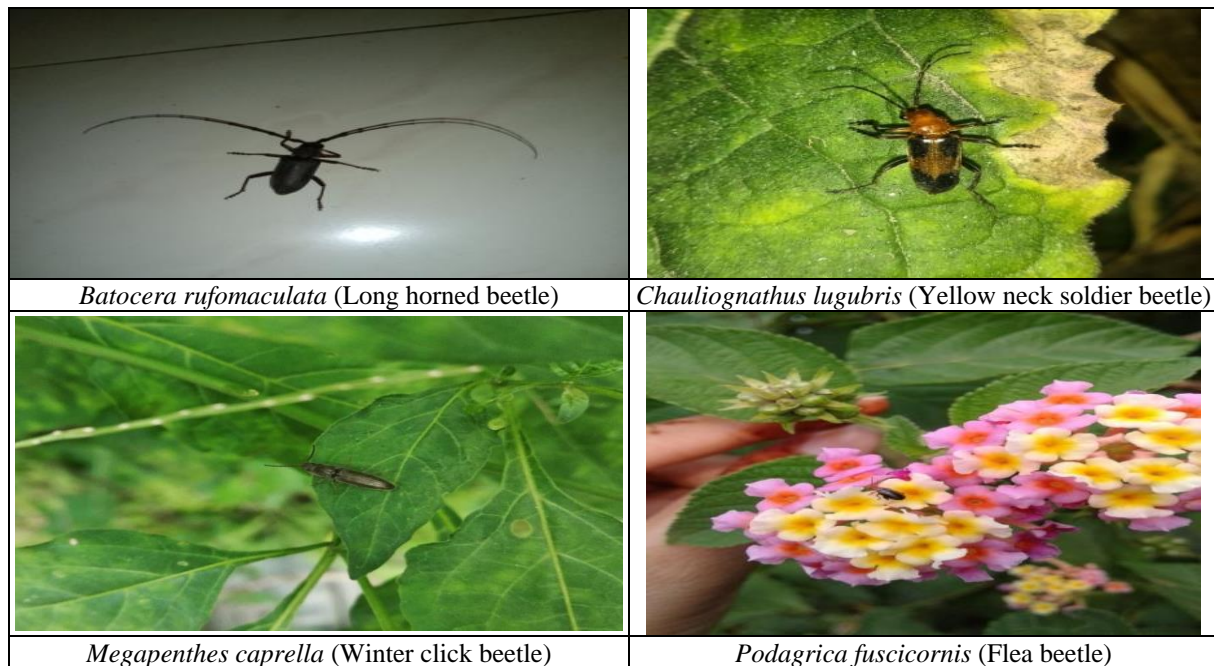 Batocera rufomaculata (Long horned beetle)
Chauliognathus lugubris (Yellow neck soldier beetle)
Megapenthes caprella (Winter click beetle)
Podagrica fuscicornis (Flea beetle)